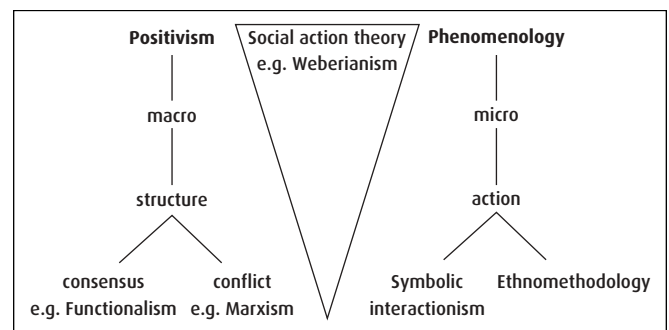 Positivism
Social action theory
e.g. Weberianism
Phenomenology
macro
micro
structure
action
consensus
e.g. Functionalism
conflict
e.g. Marxism
Symbolic
interactionism
Ethnomethodology